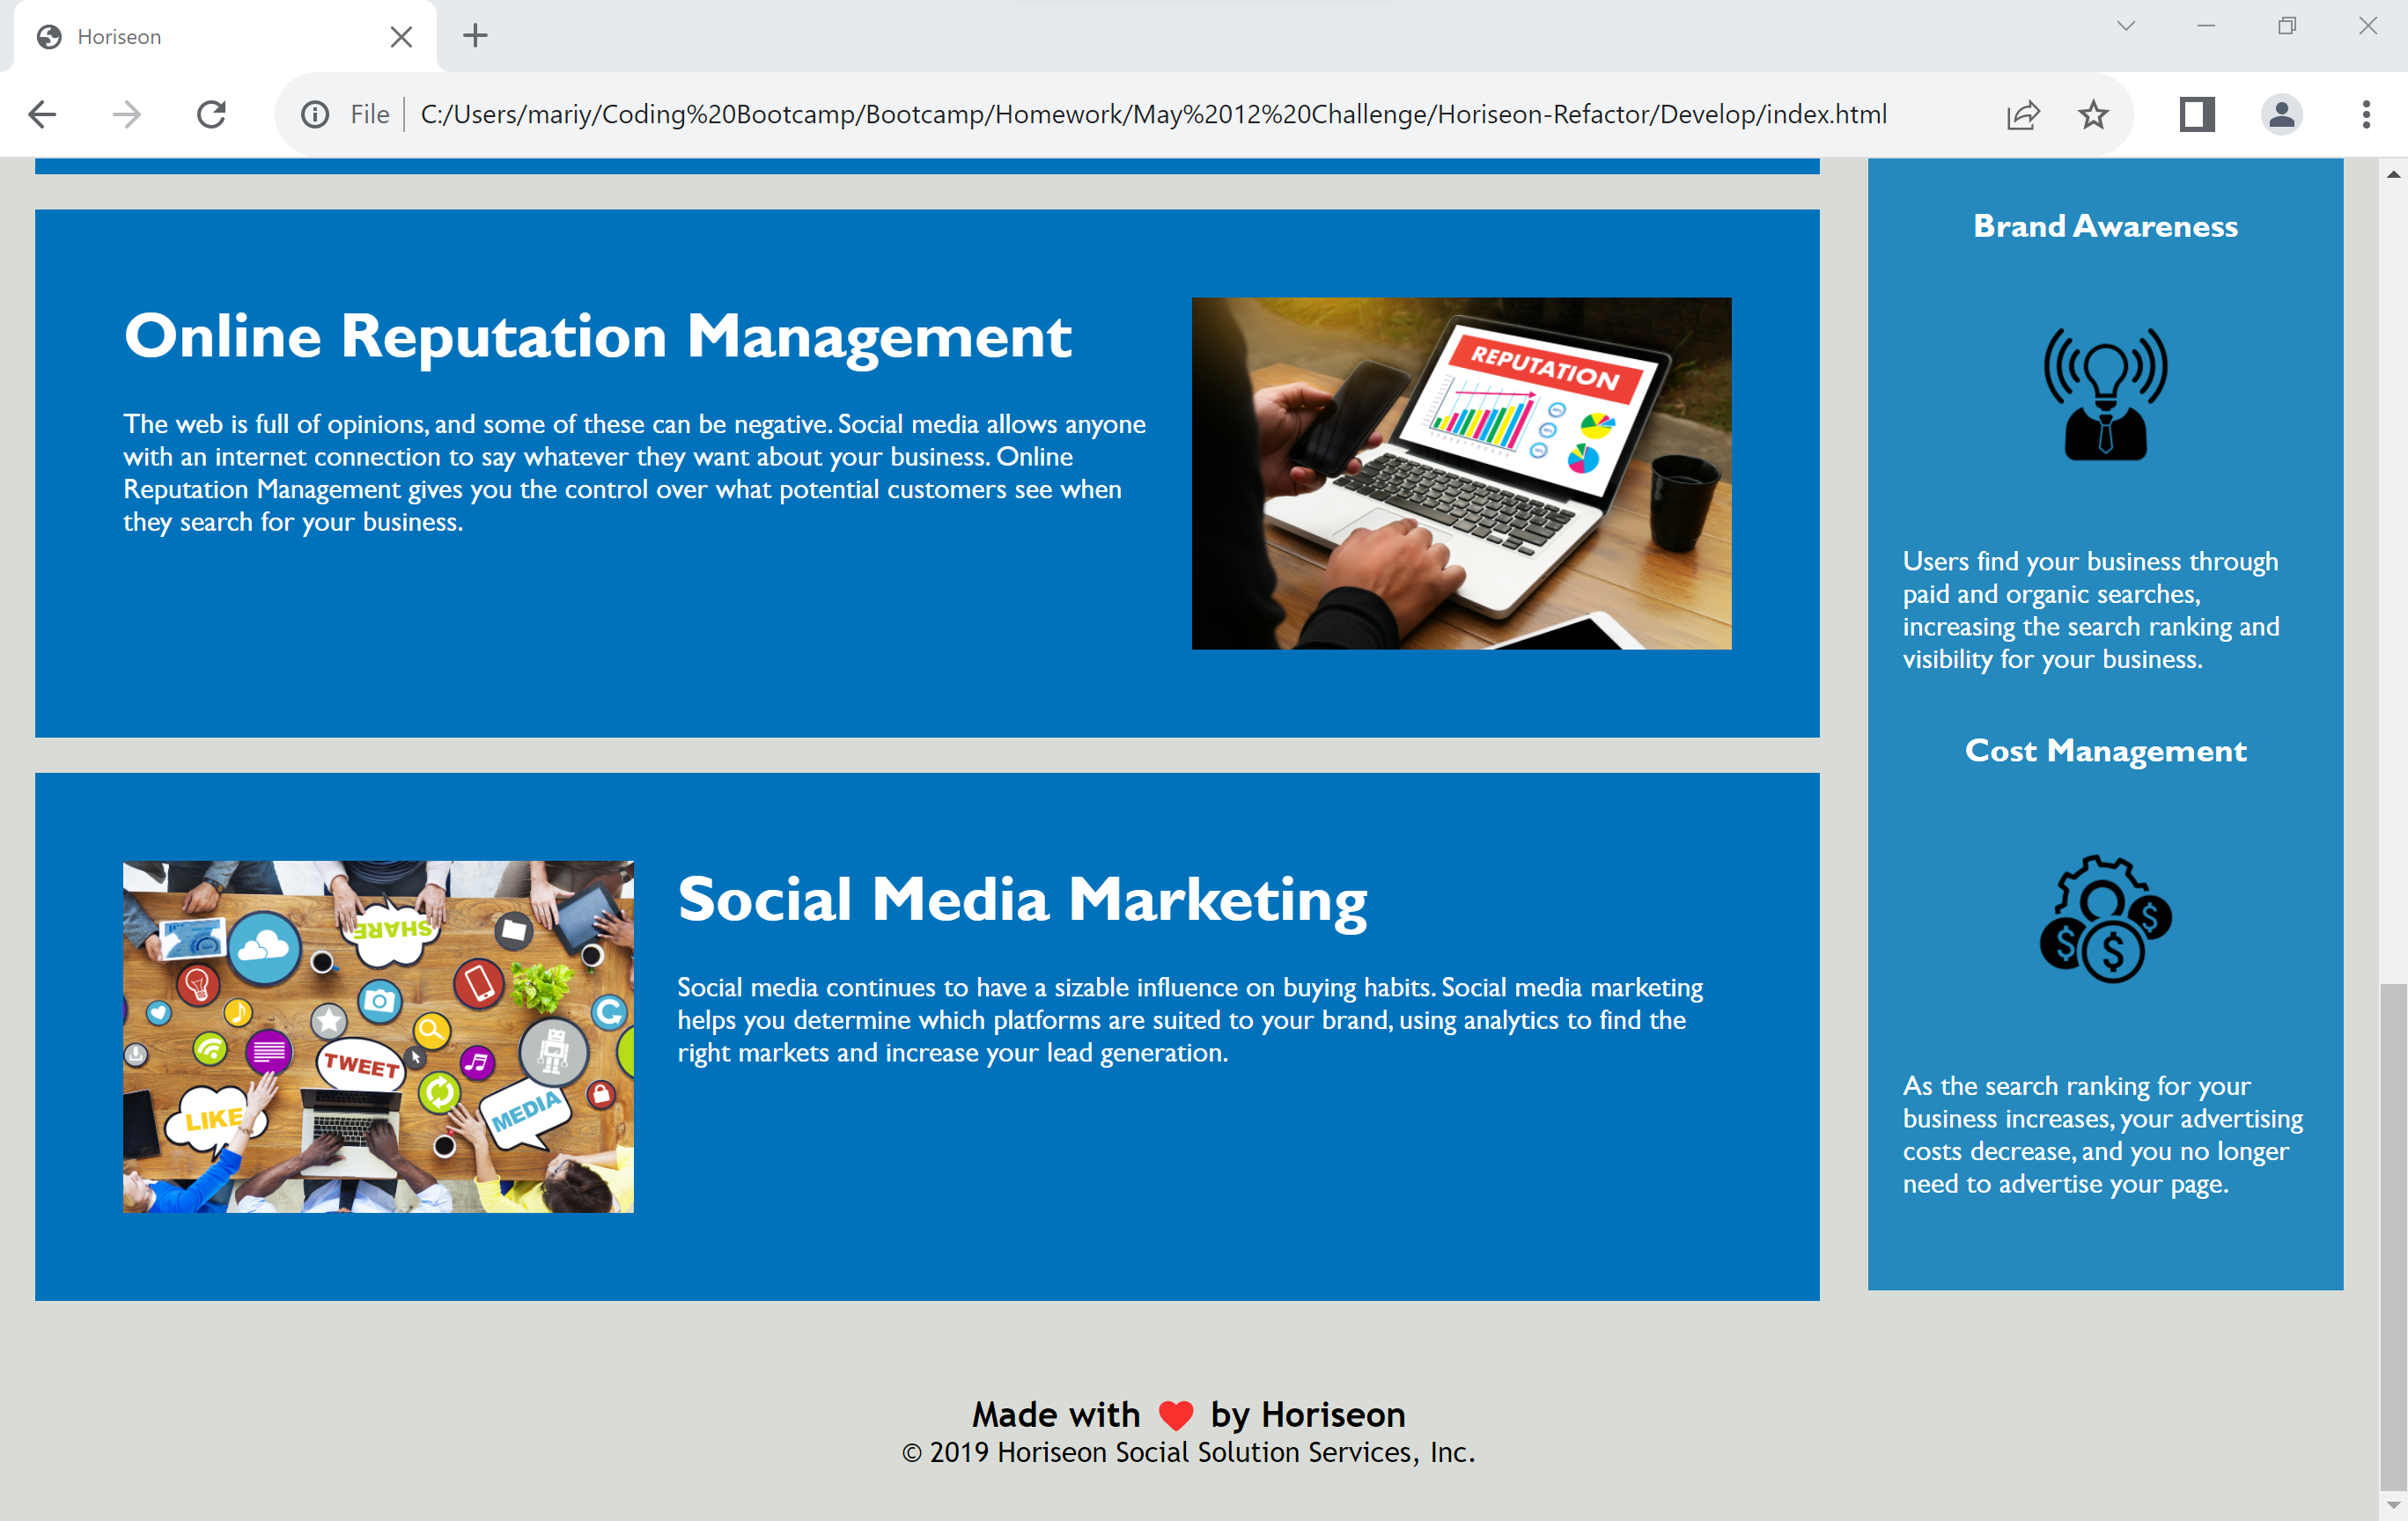 Horiseon
File
C:/Users/mariy/Coding%20Bootcamp/Bootcamp/Homework/May%2012%20Challenge/Horiseon-Refactor/Develop/index.html
Online Reputation Management
The web is full of opinions, and some of these can be negative. Social media allows anyone
with an internet connection to say whatever they want about your business. Online
Reputation Management gives you the control over what potential customers see when
they search for your business.
REPUTATION
SHARE
TWEET
LIKE
MEDIA
Social Media Marketing
Social media continues to have a sizable influence on buying habits. Social media marketing
helps you determine which platforms are suited to your brand, using analytics to find the
right markets and increase your lead generation.
Brand Awareness
Users find your business through
paid and organic searches,
increasing the search ranking and
visibility for your business.
Cost Management
$ $ $
As the search ranking for your
business increases, your advertising
costs decrease, and you no longer
need to advertise your page.
Made with ❤️ by Horiseon
© 2019 Horiseon Social Solution Services, Inc.